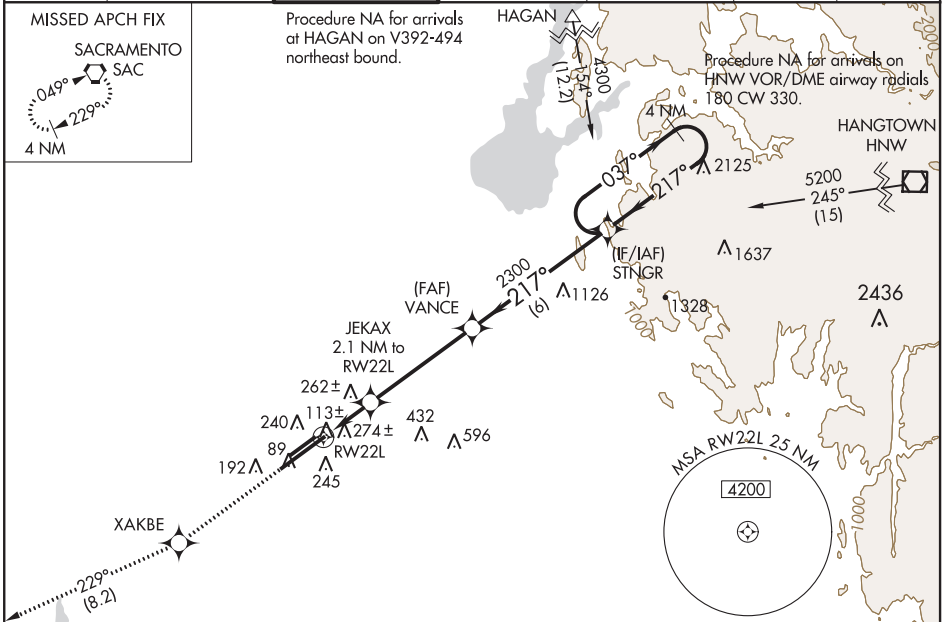 MISSED APCH FIX
SACRAMENTO
SAC
049°
229°
4 NM
Procedure NA for arrivals
at HAGAN on V392-494
northeast bound.
HAGAN
4300
154°
(12.2)
2000
Procedure NA for arrivals on
HNW VOR/DME airway radials
180 CW 330.
4 NM
HANGTOWN
HNW
037°
217°
2125
5200
245°
(15)
(IF/IAF)
STNGR
1637
2300
217°
(6)
1126
1328
1000
2436
(FAF)
VANCE
JEKAX
2.1 NM to
RW22L
262±
240
113±
274±
432
596
89
RW22L
192
245
MSA RW22L 25 NM
4200
1000
XAKBE
229°
(8.2)